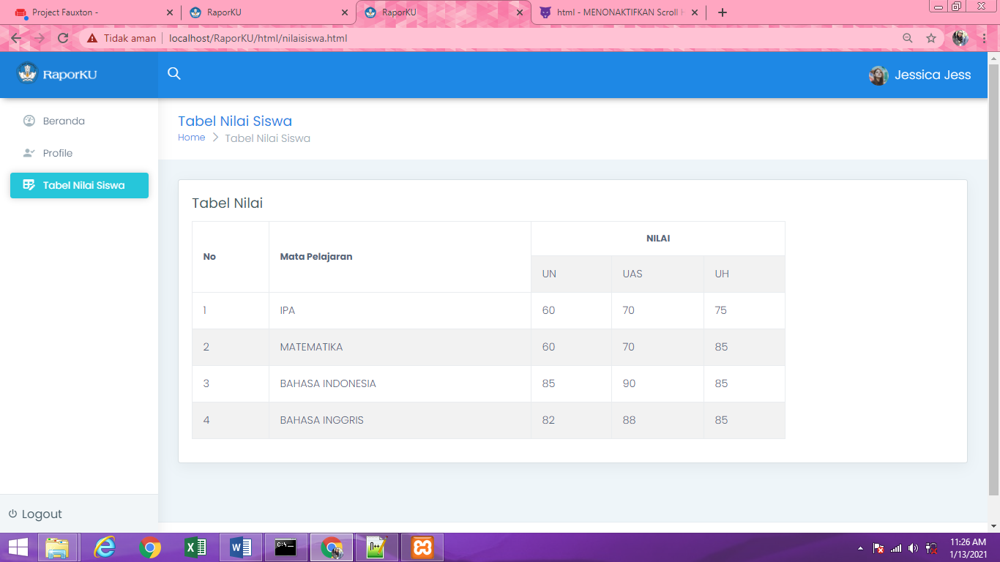 Project Fauxton -
RaporKU
RaporKU
html - MENONAKTIFKAN Scroll
Tidak aman
localhost/RaporKU/html/nilaisiswa.html
RaporKU
Jessica Jess
Beranda
Profile
Tabel Nilai Siswa
Logout
Tabel Nilai Siswa
Home > Tabel Nilai Siswa
Tabel Nilai
No Mata Pelajaran NILAI
UN UAS UH
1 IPA 60 70 75
2 MATEMATIKA 60 70 85
3 BAHASA INDONESIA 85 90 85
4 BAHASA INGGRIS 82 88 85
11:26 AM
1/13/2021